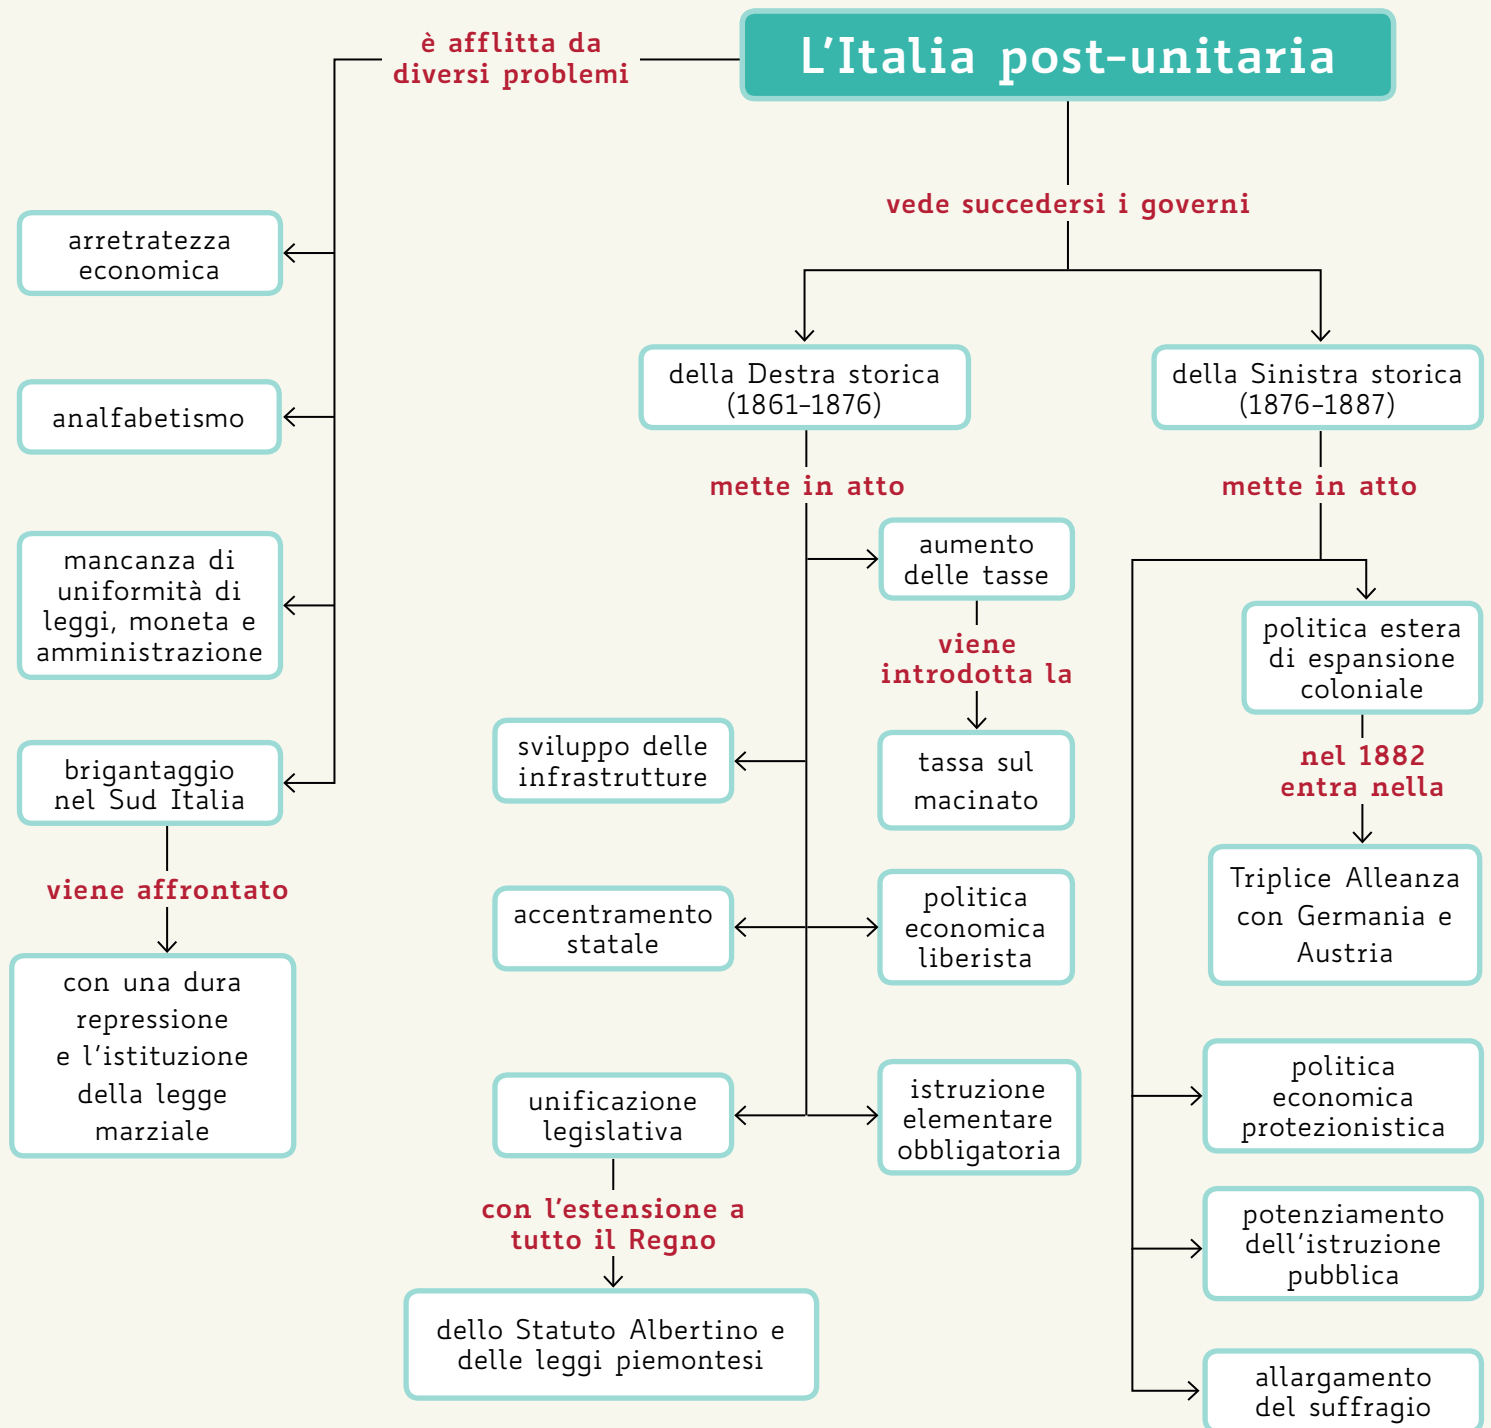 L'Italia post-unitaria
è afflitta da
diversi problemi
arretratezza
economica
analfabetismo
mancanza di
uniformità di
leggi, moneta e
amministrazione
brigantaggio
nel Sud Italia
viene affrontato
con una dura
repressione
e l'istituzione
della legge
marziale
vede succedersi i governi
della Destra storica
(1861-1876)
mette in atto
aumento
delle tasse
viene
introdotta la
tassa sul
macinato
sviluppo delle
infrastrutture
accentramento
statale
politica
economica
liberista
unificazione
legislativa
con l'estensione a
tutto il Regno
dello Statuto Albertino e
delle leggi piemontesi
istruzione
elementare
obbligatoria
della Sinistra storica
(1876-1887)
mette in atto
politica estera
di espansione
coloniale
nel 1882
entra nella
Triplice Alleanza
con Germania e
Austria
politica
economica
protezionistica
potenziamento
dell'istruzione
pubblica
allargamento
del suffragio